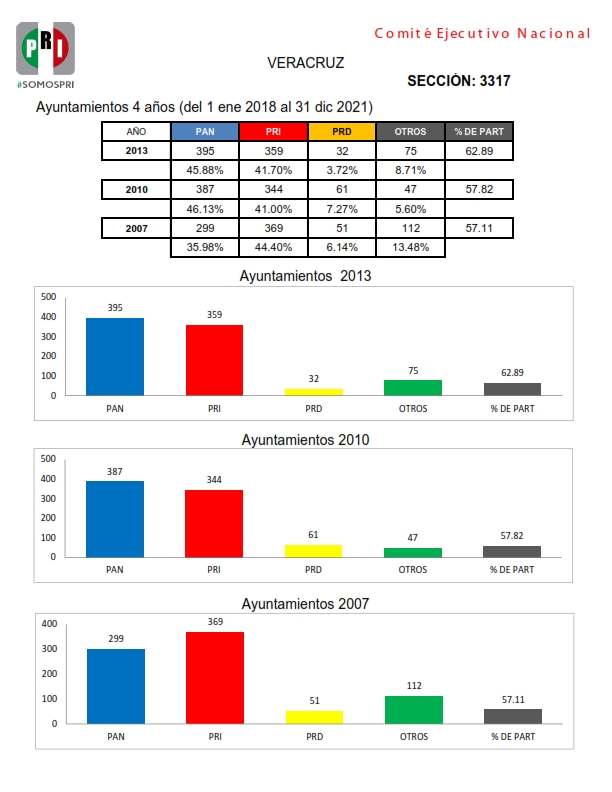 Comité Ejecutivo Nacional
PRI
#SOMOSPRI
VERACRUZ
SECCIÓN: 3317
Ayuntamientos 4 años (del 1 ene 2018 al 31 dic 2021)
AÑO PAN PRI PRD OTROS % DE PART
2013 395 359 32 75 62.89
45.88% 41.70% 3.72% 8.71%
2010 387 344 61 47 57.82
46.13% 41.00% 7.27% 5.60%
2007 299 369 51 112 57.11
35.98% 44.40% 6.14% 13.48%
Ayuntamientos 2013
500
400
300
200
100
0
395 359 32 75 62.89
PAN PRI PRD OTROS % DE PART
Ayuntamientos 2010
500
400
300
200
100
0
387 344 61 47 57.82
PAN PRI PRD OTROS % DE PART
Ayuntamientos 2007
400
300
200
100
0
299 369 51 112 57.11
PAN PRI PRD OTROS % DE PART